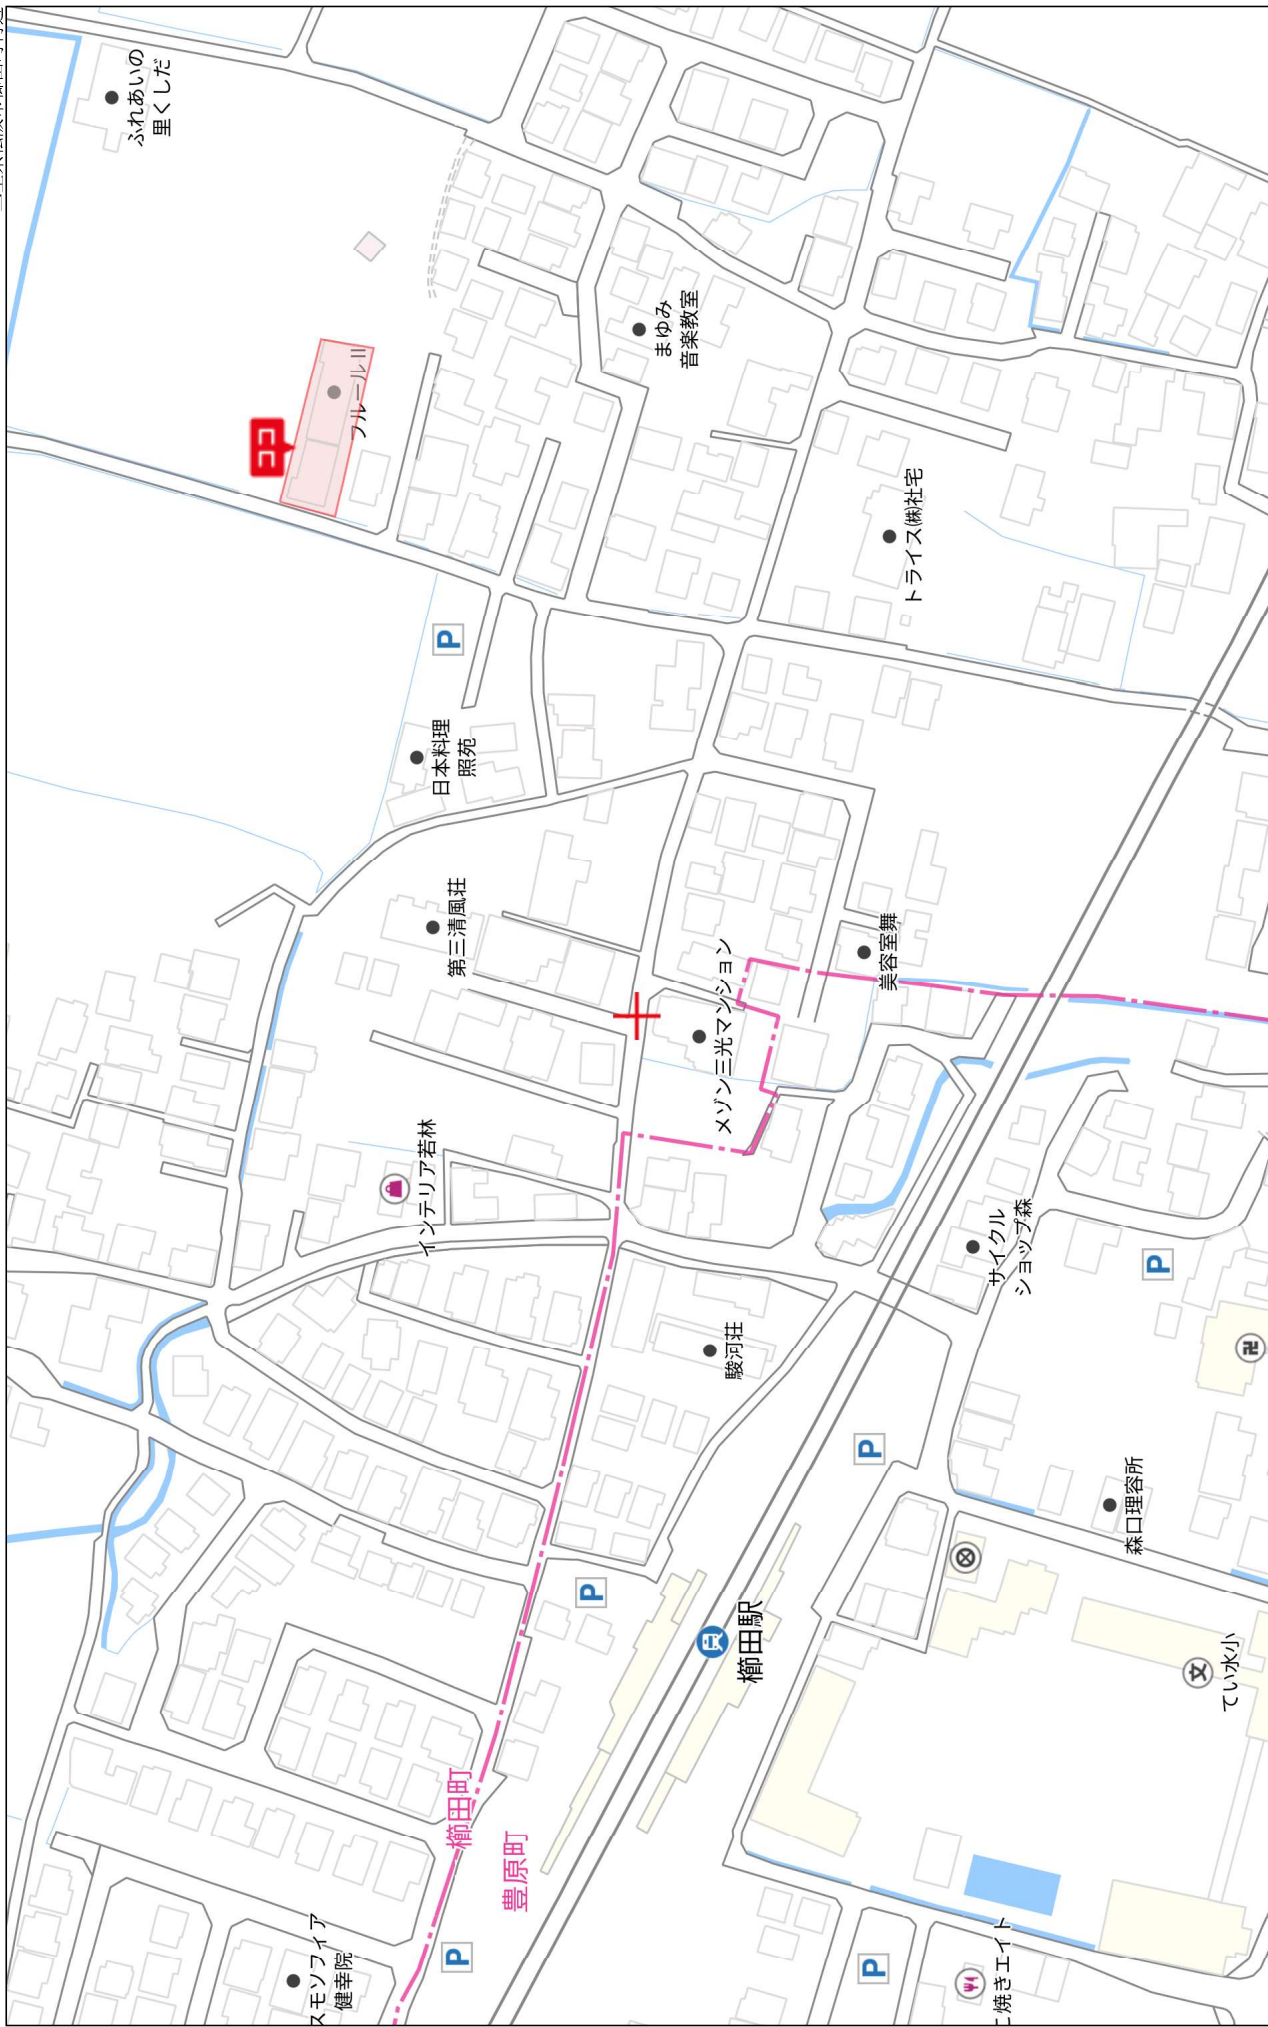 ふれあいの
里くしだ
ココ
フルールⅡ
まゆみ
音楽教室
トライス㈱社宅
P
日本料理
照苑
第三清風荘
美容室舞
メゾン三光マンション
インテリア若林
サイクル
ショップ森
P
駿河荘
P
森口理容所
P
櫛田駅
文
てい水小
櫛田町
豊原町
P
スモソフィア
健幸院
P
焼きエイト